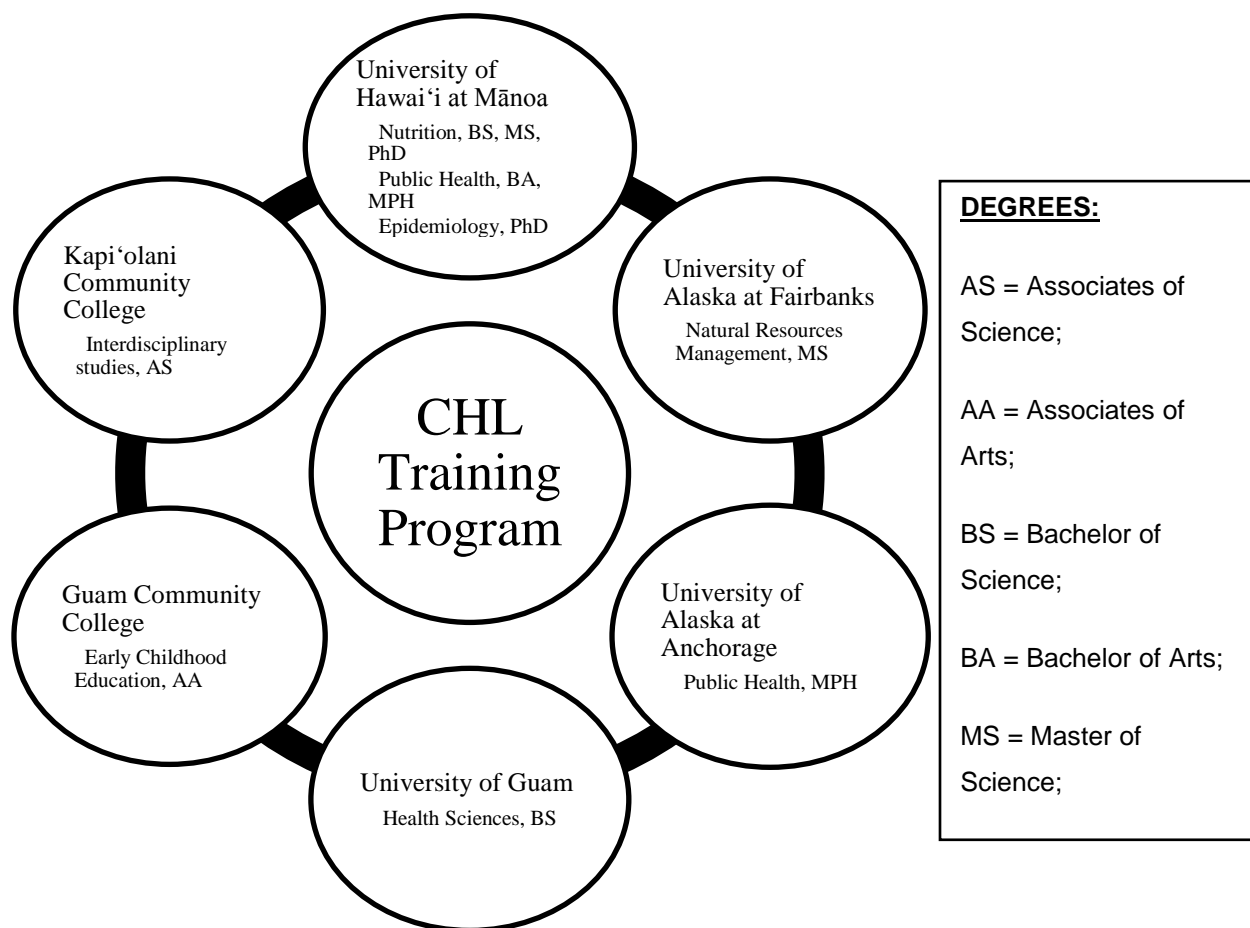 University of
Hawai‘i at Mānoa
Nutrition, BS, MS,
PhD
Public Health, BA,
MPH
Epidemiology, PhD
University of
Alaska at Fairbanks
Natural Resources
Management, MS
University of
Alaska at
Anchorage
Public Health, MPH
University of Guam
Health Sciences, BS
Guam Community
College
Early Childhood
Education, AA
Kapi‘olani
Community
College
Interdisciplinary
studies, AS
CHL
Training
Program
DEGREES:
AS = Associates of
Science;
AA = Associates of
Arts;
BS = Bachelor of
Science;
BA = Bachelor of Arts;
MS = Master of
Science;